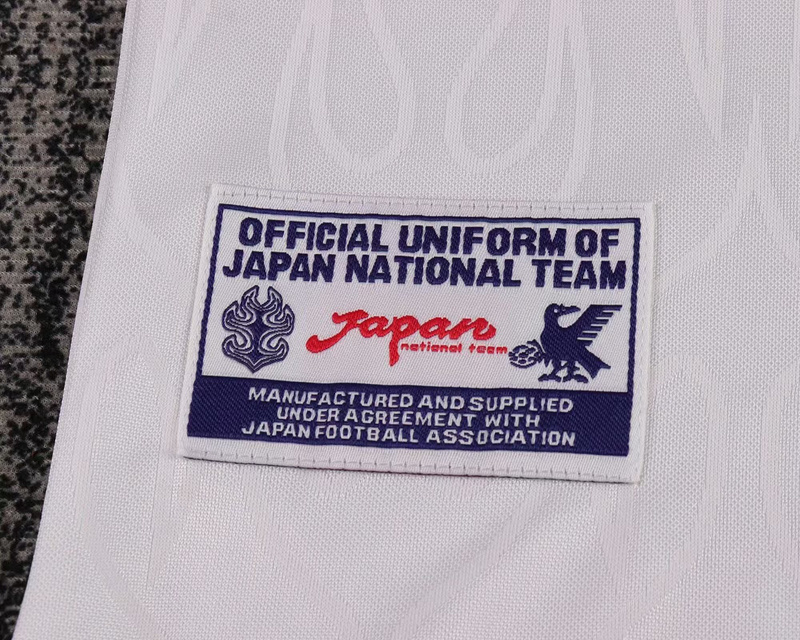 OFFICIAL UNIFORM OF
JAPAN NATIONAL TEAM
Japan
national team
MANUFACTURED AND SUPPLIED
UNDER AGREEMENT WITH
JAPAN FOOTBALL ASSOCIATION